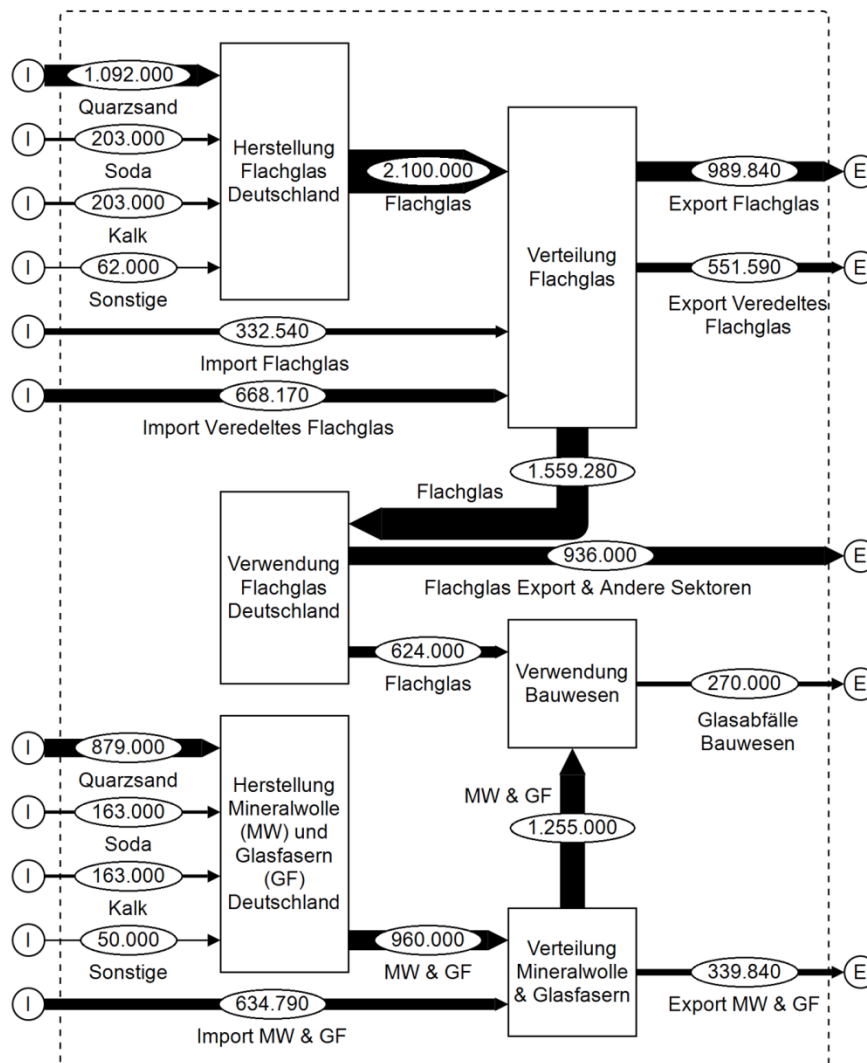 I
1.092.000
Quarzsand
I
203.000
Soda
I
203.000
Kalk
I
62.000
Sonstige
Herstellung
Flachglas
Deutschland
2.100.000
Flachglas
I
332.540
Import Flachglas
I
668.170
Import Veredeltes Flachglas
Verteilung
Flachglas
989.840
E
Export Flachglas
551.590
E
Export Veredeltes
Flachglas
1.559.280
Flachglas
Verwendung
Flachglas
Deutschland
936.000
E
Flachglas Export & Andere Sektoren
624.000
Flachglas
Verwendung
Bauwesen
270.000
E
Glasabfälle
Bauwesen
I
879.000
Quarzsand
I
163.000
Soda
I
163.000
Kalk
I
50.000
Sonstige
Herstellung
Mineralwolle
(MW) und
Glasfasern
(GF)
Deutschland
MW & GF
1.255.000
960.000
MW & GF
I
634.790
Import MW & GF
Verteilung
Mineralwolle
& Glasfasern
339.840
E
Export MW & GF